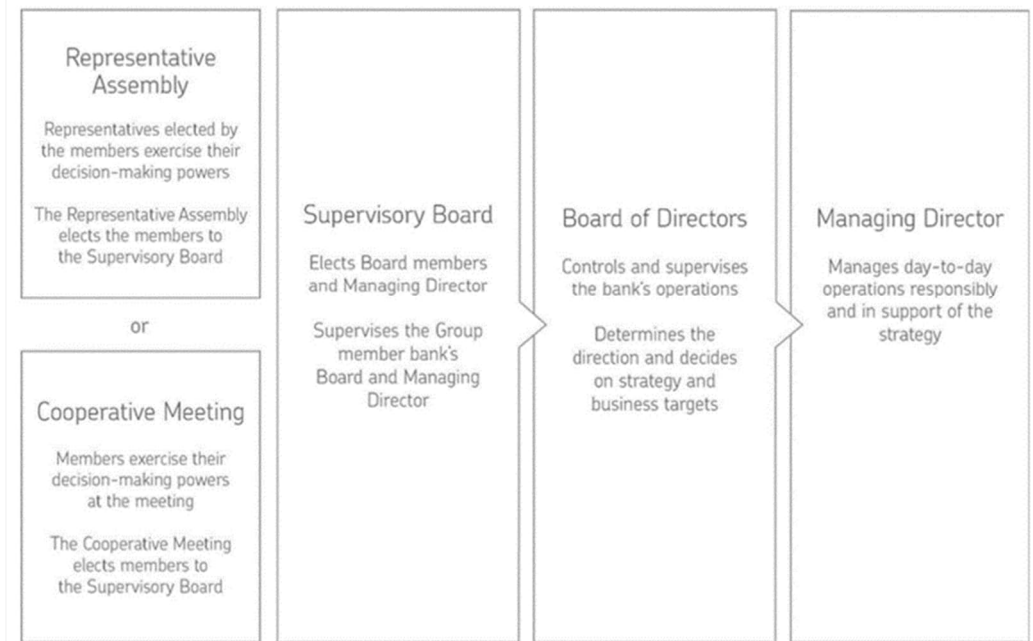 Representative
Assembly
Representatives elected by
the members exercise their
decision-making powers
The Representative Assembly
elects the members to
the Supervisory Board
or
Cooperative Meeting
Members exercise their
decision-making powers
at the meeting
The Cooperative Meeting
elects members to
the Supervisory Board
Supervisory Board
Elects Board members
and Managing Director
Supervises the Group
member bank's
Board and Managing
Director
Board of Directors
Controls and supervises
the bank's operations
Determines the
direction and decides
on strategy and
business targets
Managing Director
Manages day-to-day
operations responsibly
and in support of the
strategy